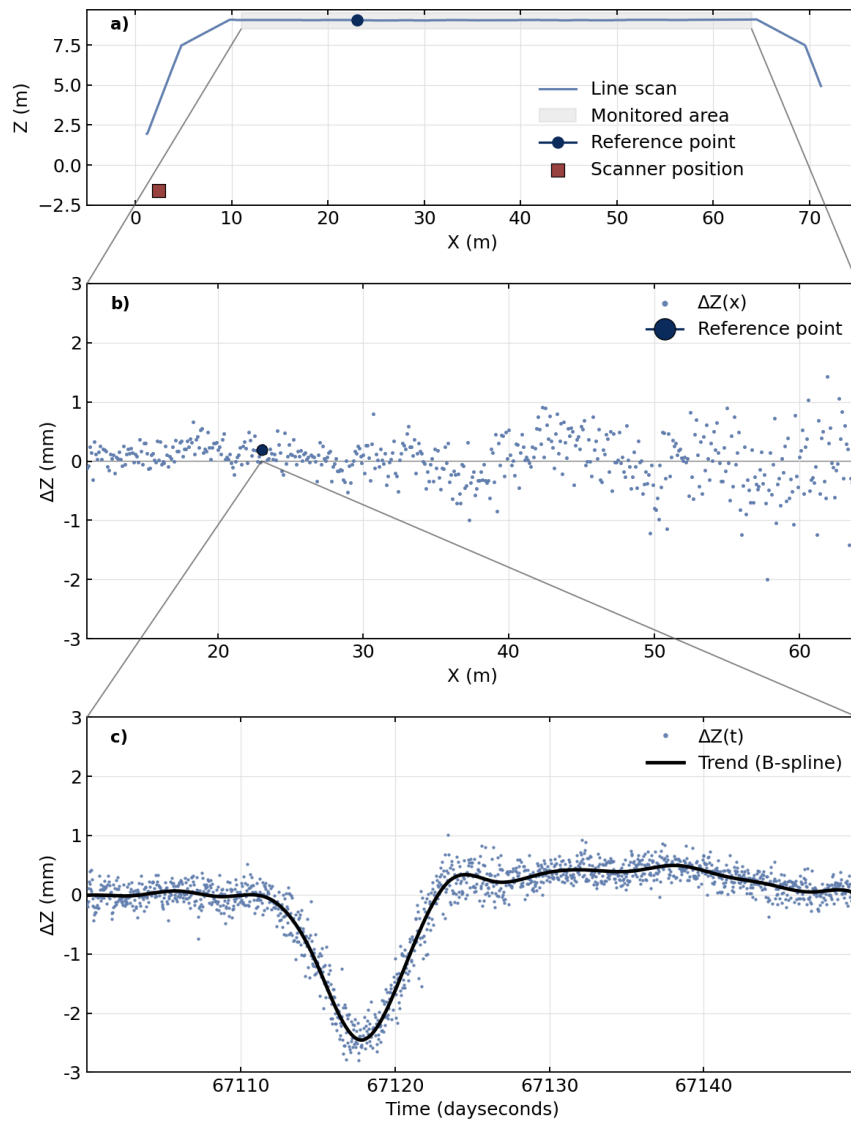 a)
7.5
5.0
2.5
0.0
−2.5
Z (m)
Line scan
Monitored area
Reference point
Scanner position
0 10 20 30 40 50 60 70
X (m)
b)
3
2
1
0
-1
-2
-3
ΔZ (mm)
ΔZ(x)
Reference point
20 30 40 50 60
X (m)
c)
3
2
1
0
-1
-2
-3
ΔZ (mm)
ΔZ(t)
Trend (B-spline)
67110 67120 67130 67140
Time (dayseconds)